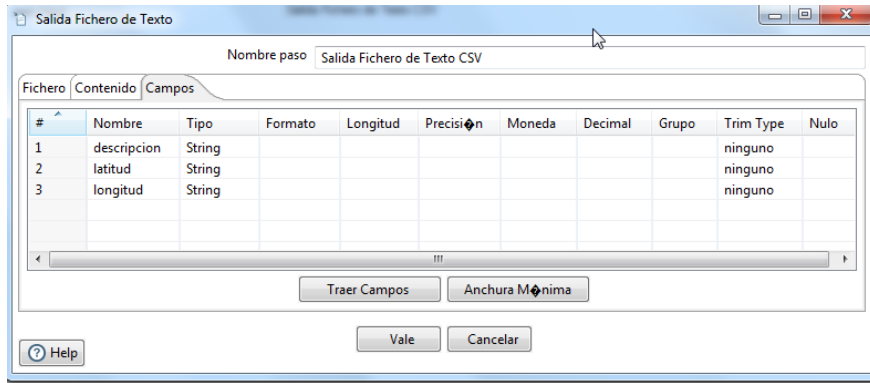 Salida Fichero de Texto
Nombre paso Salida Fichero de Texto CSV
Fichero Contenido Campos
# Nombre Tipo Formato Longitud Precisi�n Moneda Decimal Grupo Trim Type Nulo
1 descripcion String ninguno
2 latitud String ninguno
3 longitud String ninguno
Traer Campos Anchura M�nima
Vale Cancelar
Help